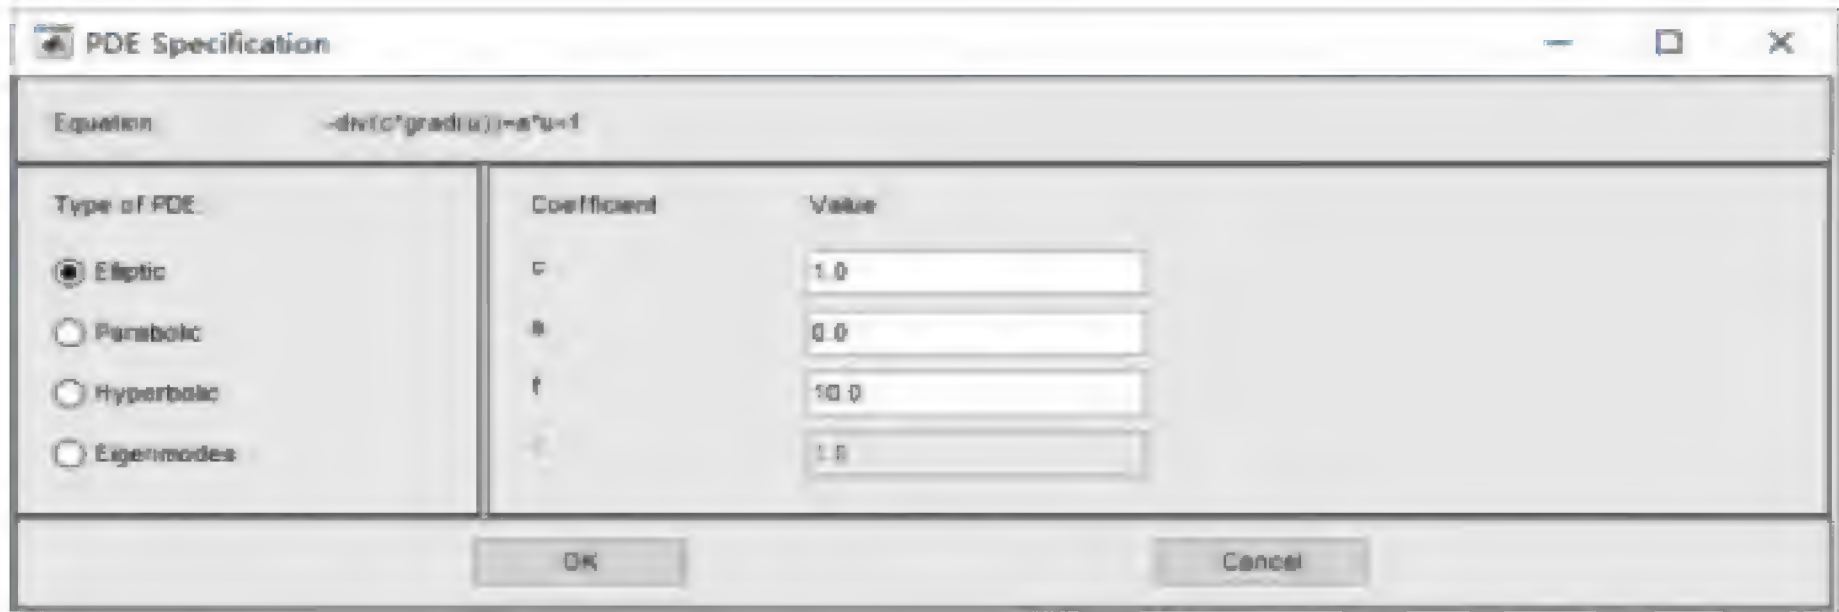 PDE Specification
Equation: -div(c*grad(u))+a*u=f
Type of PDE: Coefficient Value
Elliptic c 1.0
Parabolic a 0.0
Hyperbolic f 10.0
Eigenmodes 1.0
OK Cancel